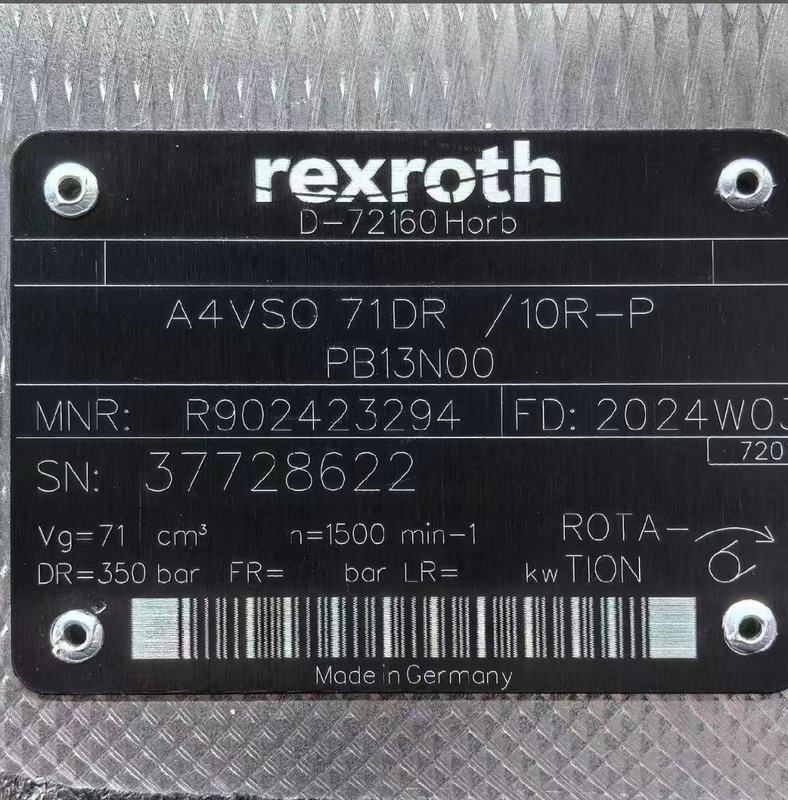 rexroth
D-72160 Horb
A4VSO 71DR /10R-P
PB13N00
MNR: R902423294 FD: 2024W03
720
SN: 37728622
Vg=71 cm³ n=1500 min-1 ROTA-
DR=350 bar FR= bar LR= kw TION
Made in Germany